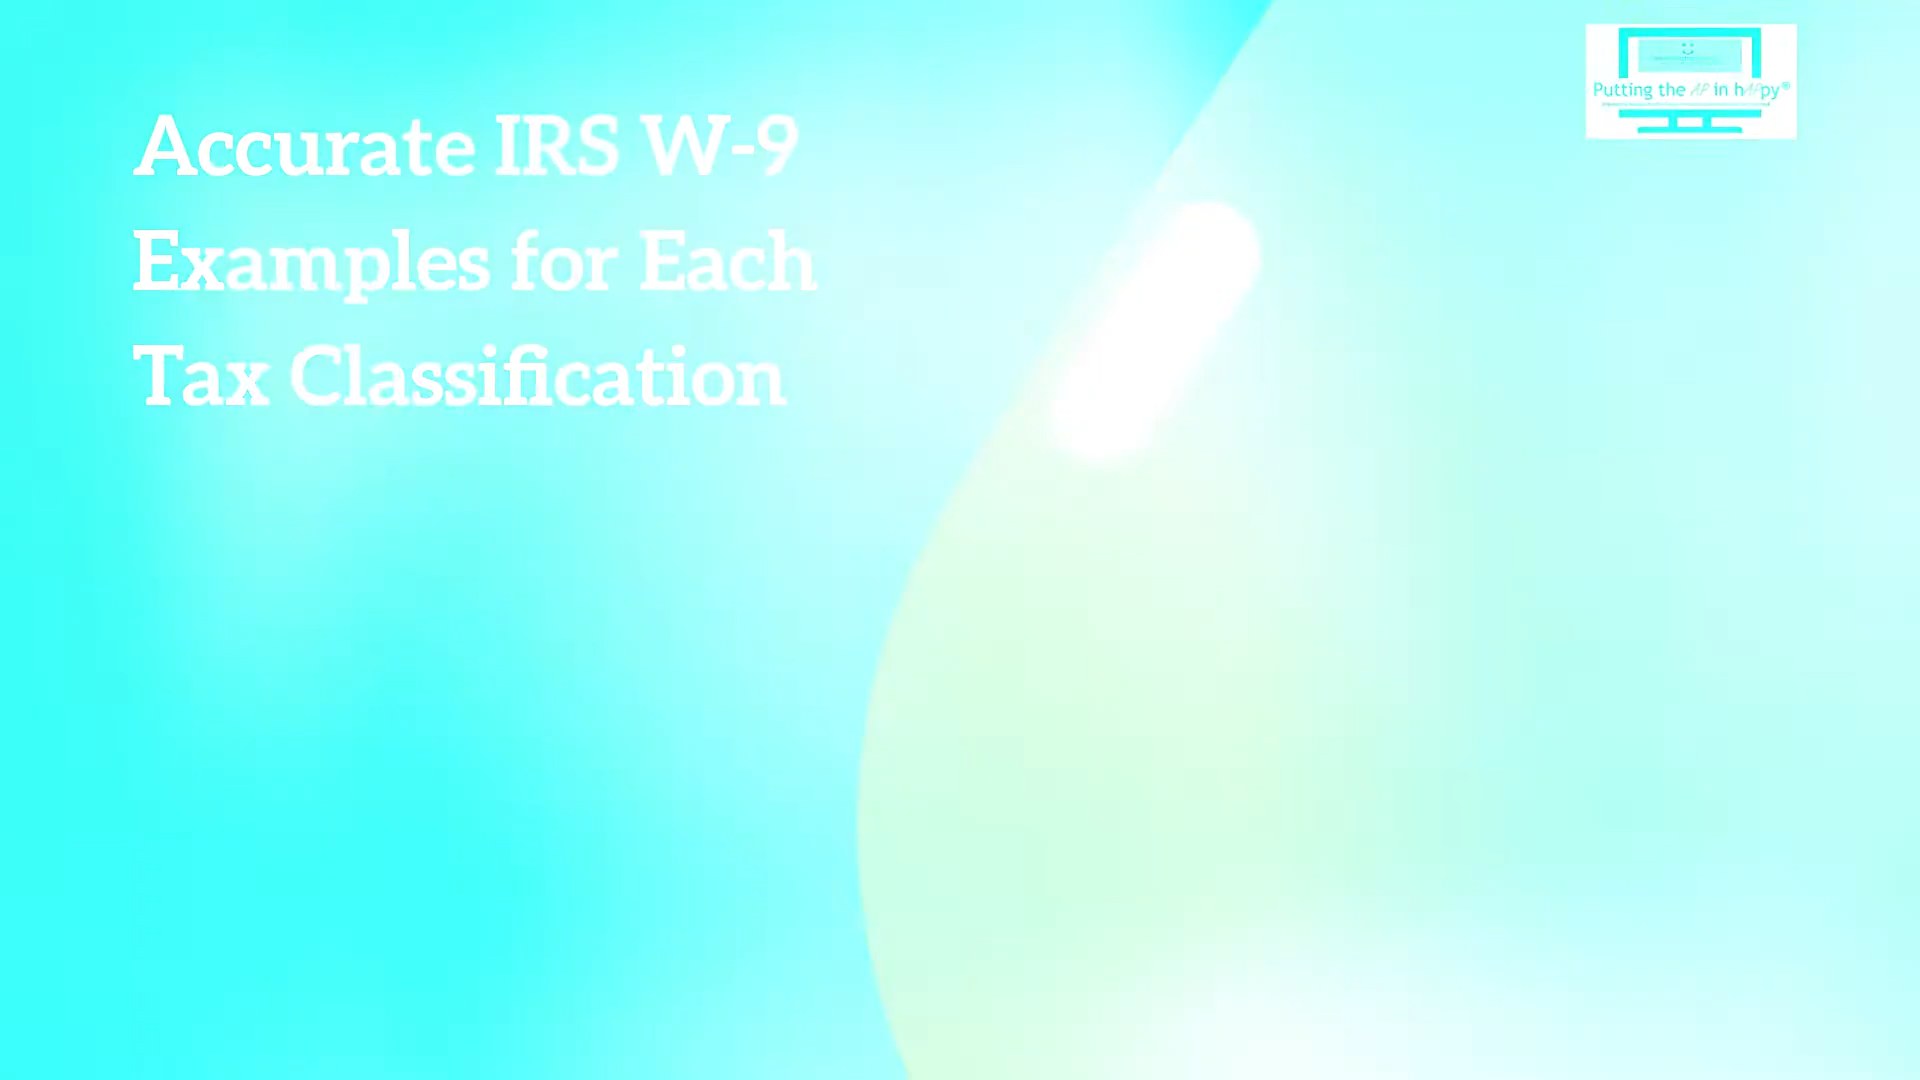 Accurate IRS W-9
Examples for Each
Tax Classification
Putting the AP in hAPpy®